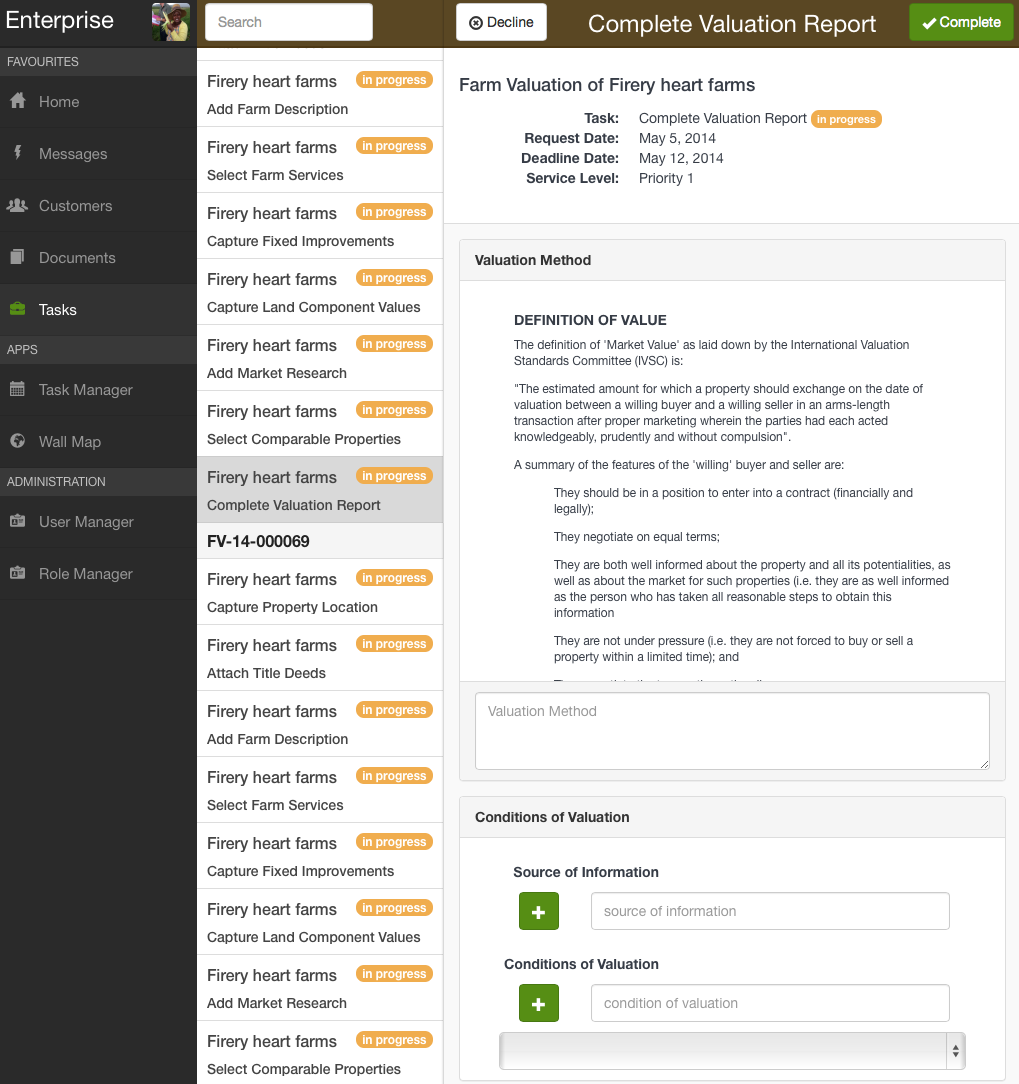 Enterprise
FAVOURITES
Home
Messages
Customers
Documents
Tasks
APPS
Task Manager
Wall Map
ADMINISTRATION
User Manager
Role Manager
Search
Firery heart farms in progress
Add Farm Description
Firery heart farms in progress
Select Farm Services
Firery heart farms in progress
Capture Fixed Improvements
Firery heart farms in progress
Capture Land Component Values
Firery heart farms in progress
Add Market Research
Firery heart farms in progress
Select Comparable Properties
Firery heart farms in progress
Complete Valuation Report
FV-14-000069
Firery heart farms in progress
Capture Property Location
Firery heart farms in progress
Attach Title Deeds
Firery heart farms in progress
Add Farm Description
Firery heart farms in progress
Select Farm Services
Firery heart farms in progress
Capture Fixed Improvements
Firery heart farms in progress
Capture Land Component Values
Firery heart farms in progress
Add Market Research
Firery heart farms in progress
Select Comparable Properties
Decline
Complete Valuation Report
Complete
Farm Valuation of Firery heart farms
Task: Complete Valuation Report in progress
Request Date: May 5, 2014
Deadline Date: May 12, 2014
Service Level: Priority 1
Valuation Method
DEFINITION OF VALUE
The definition of 'Market Value' as laid down by the International Valuation
Standards Committee (IVSC) is:
"The estimated amount for which a property should exchange on the date of
valuation between a willing buyer and a willing seller in an arms-length
transaction after proper marketing wherein the parties had each acted
knowledgeably, prudently and without compulsion".
A summary of the features of the 'willing' buyer and seller are:
They should be in a position to enter into a contract (financially and
legally);
They negotiate on equal terms;
They are both well informed about the property and all its potentialities, as
well as about the market for such properties (i.e. they are as well informed
as the person who has taken all reasonable steps to obtain this
information
They are not under pressure (i.e. they are not forced to buy or sell a
property within a limited time); and
Valuation Method
Conditions of Valuation
Source of Information
source of information
Conditions of Valuation
condition of valuation